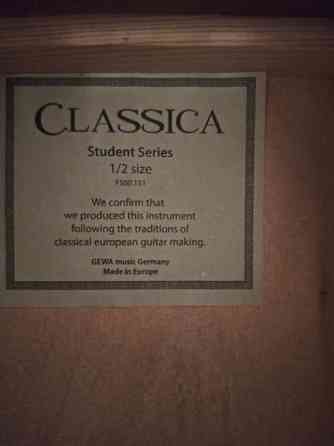 CLASSICA
Student Series
1/2 size
We confirm that
we produced this instrument
following the traditions of
classical european guitar making.
GEWA music Germany
Made in Europe